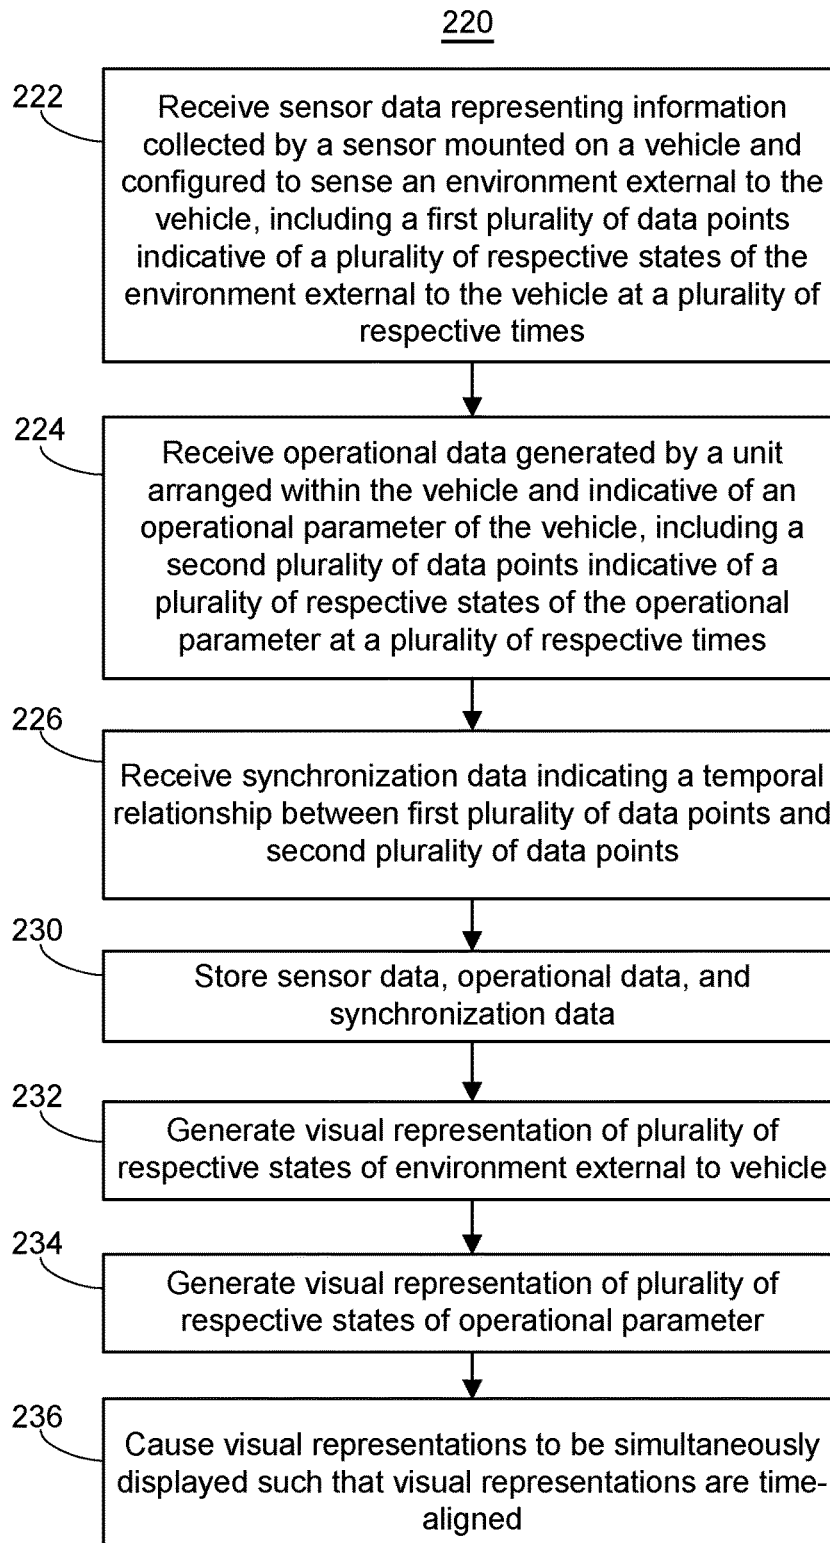 220
222
Receive sensor data representing information
collected by a sensor mounted on a vehicle and
configured to sense an environment external to the
vehicle, including a first plurality of data points
indicative of a plurality of respective states of the
environment external to the vehicle at a plurality of
respective times
224
Receive operational data generated by a unit
arranged within the vehicle and indicative of an
operational parameter of the vehicle, including a
second plurality of data points indicative of a
plurality of respective states of the operational
parameter at a plurality of respective times
226
Receive synchronization data indicating a temporal
relationship between first plurality of data points and
second plurality of data points
230
Store sensor data, operational data, and
synchronization data
232
Generate visual representation of plurality of
respective states of environment external to vehicle
234
Generate visual representation of plurality of
respective states of operational parameter
236
Cause visual representations to be simultaneously
displayed such that visual representations are time-
aligned